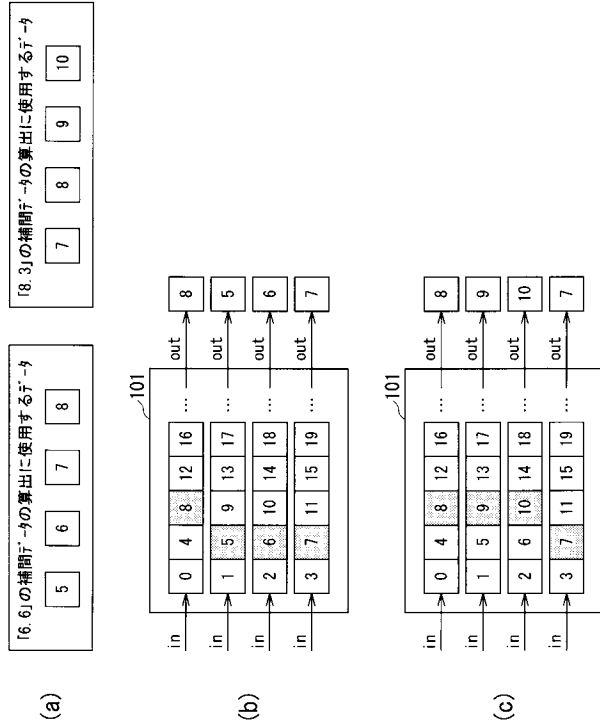 (a)
「6.6」の補間データの算出に使用するデータ
5 6 7 8
「8.3」の補間データの算出に使用するデータ
7 8 9 10
(b)
101
in 0 4 8 12 16 ... out 8
in 1 5 9 13 17 ... out 5
in 2 6 10 14 18 ... out 6
in 3 7 11 15 19 ... out 7
(c)
101
in 0 4 8 12 16 ... out 8
in 1 5 9 13 17 ... out 9
in 2 6 10 14 18 ... out 10
in 3 7 11 15 19 ... out 7